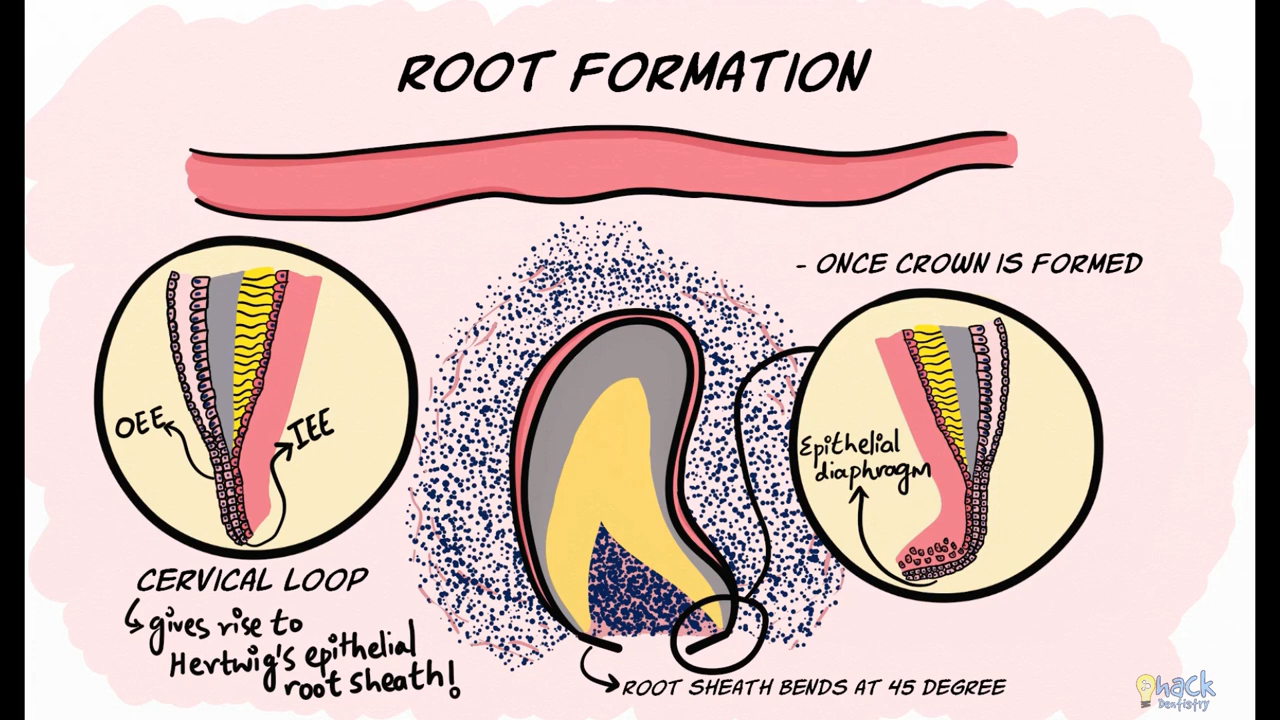 ROOT FORMATION
- ONCE CROWN IS FORMED
OEE
IEE
Epithelial
diaphragm
CERVICAL LOOP
gives rise to
Hertwig's epithelial
root sheath!
ROOT SHEATH BENDS AT 45 DEGREE
hack
Dentistry